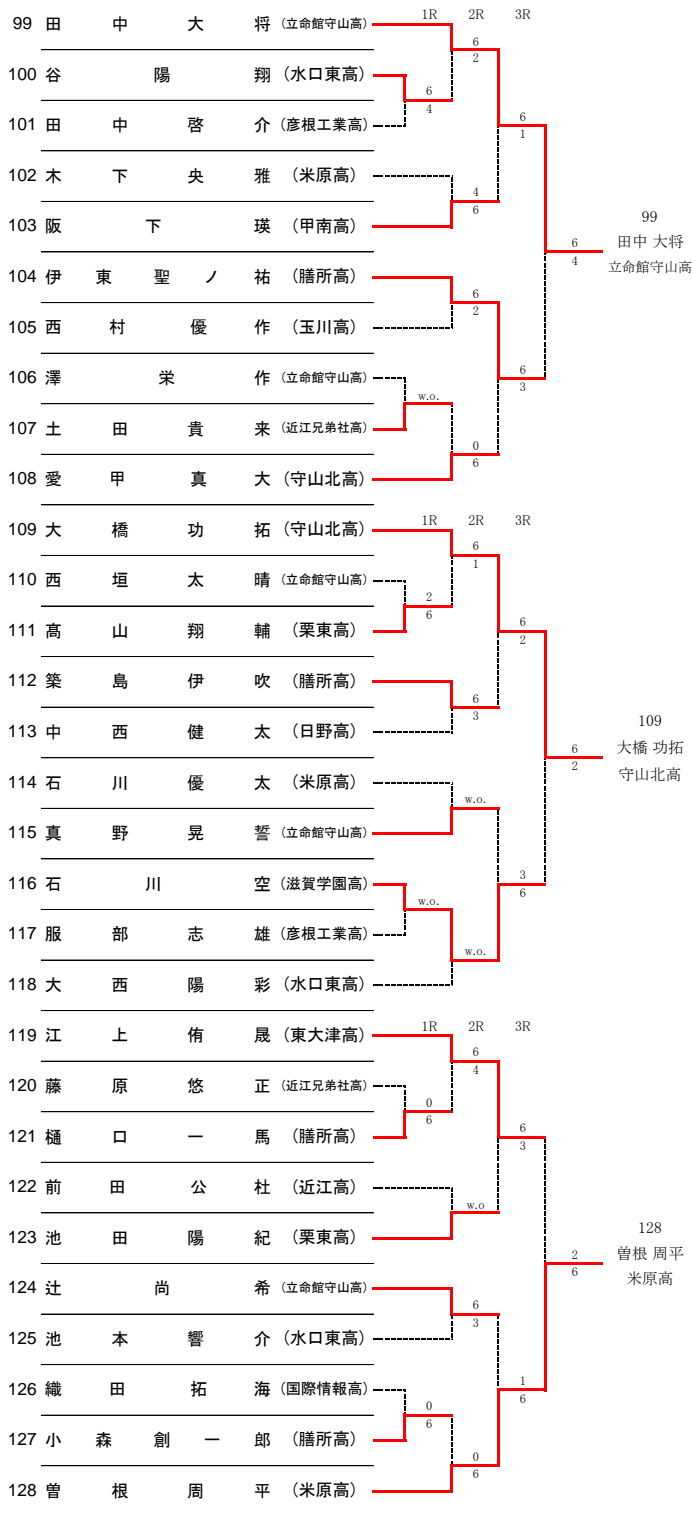 1R 2R 3R
99 田中大将 (立命館守山高)
6
2
100 谷陽翔 (水口東高)
6
4
101 田中啓介 (彦根工業高)
6
1
102 木下央雅 (米原高)
4
6
103 阪下瑛 (甲南高)
99
田中 大将
立命館守山高
6
4
104 伊東聖ノ祐 (膳所高)
6
2
105 西村優作 (玉川高)
106 澤栄作 (立命館守山高)
6
3
w.o.
107 土田貴来 (近江兄弟社高)
0
6
108 愛甲真大 (守山北高)
1R 2R 3R
109 大橋功拓 (守山北高)
6
1
110 西垣太晴 (立命館守山高)
2
6
111 髙山翔輔 (栗東高)
6
2
112 築島伊吹 (膳所高)
6
3
113 中西健太 (日野高)
109
大橋 功拓
守山北高
6
2
114 石川優太 (米原高)
w.o.
115 真野晃誓 (立命館守山高)
116 石川空 (滋賀学園高)
3
6
w.o.
117 服部志雄 (彦根工業高)
w.o.
118 大西陽彩 (水口東高)
1R 2R 3R
119 江上侑晟 (東大津高)
6
4
120 藤原悠正 (近江兄弟社高)
0
6
121 樋口一馬 (膳所高)
6
3
122 前田公杜 (近江高)
w.o
123 池田陽紀 (栗東高)
128
曽根 周平
米原高
2
6
124 辻尚希 (立命館守山高)
6
3
125 池本響介 (水口東高)
126 織田拓海 (国際情報高)
1
6
0
6
127 小森創一郎 (膳所高)
0
6
128 曽根周平 (米原高)